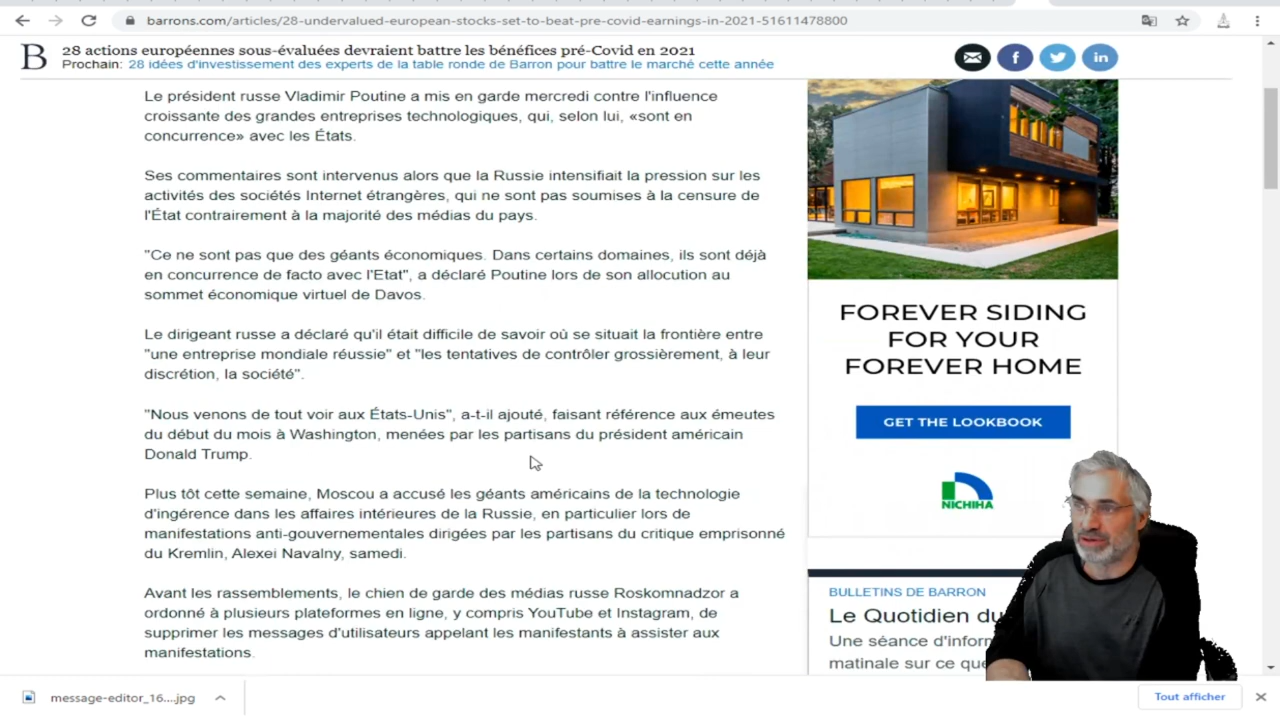 barrons.com/articles/28-undervalued-european-stocks-set-to-beat-pre-covid-earnings-in-2021-51611478800
B
28 actions européennes sous-évaluées devraient battre les bénéfices pré-Covid en 2021
Prochain: 28 idées d'investissement des experts de la table ronde de Barron pour battre le marché cette année
f
in
Le président russe Vladimir Poutine a mis en garde mercredi contre l'influence
croissante des grandes entreprises technologiques, qui, selon lui, «sont en
concurrence» avec les États.
Ses commentaires sont intervenus alors que la Russie intensifiait la pression sur les
activités des sociétés Internet étrangères, qui ne sont pas soumises à la censure de
l'État contrairement à la majorité des médias du pays.
"Ce ne sont pas que des géants économiques. Dans certains domaines, ils sont déjà
en concurrence de facto avec l'Etat", a déclaré Poutine lors de son allocution au
sommet économique virtuel de Davos.
Le dirigeant russe a déclaré qu'il était difficile de savoir où se situait la frontière entre
"une entreprise mondiale réussie" et "les tentatives de contrôler grossièrement, à leur
discrétion, la société".
"Nous venons de tout voir aux États-Unis", a-t-il ajouté, faisant référence aux émeutes
du début du mois à Washington, menées par les partisans du président américain
Donald Trump.
Plus tôt cette semaine, Moscou a accusé les géants américains de la technologie
d'ingérence dans les affaires intérieures de la Russie, en particulier lors de
manifestations anti-gouvernementales dirigées par les partisans du critique emprisonné
du Kremlin, Alexei Navalny, samedi.
Avant les rassemblements, le chien de garde des médias russe Roskomnadzor a
ordonné à plusieurs plateformes en ligne, y compris YouTube et Instagram, de
supprimer les messages d'utilisateurs appelant les manifestants à assister aux
manifestations.
FOREVER SIDING
FOR YOUR
FOREVER HOME
GET THE LOOKBOOK
NICHIHA
BULLETINS DE BARRON
Le Quotidien du
Une séance d'inform
matinale sur ce que
message-editor_16....jpg
Tout afficher